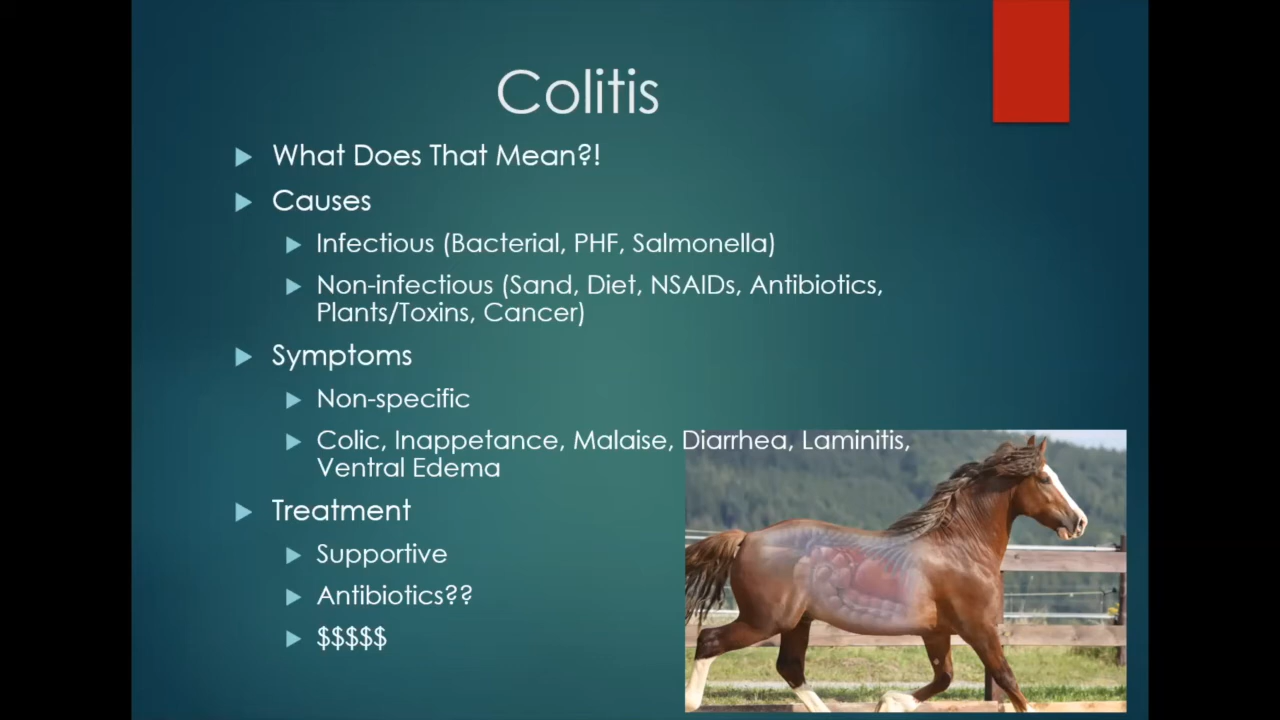 Colitis
What Does That Mean?!
Causes
Infectious (Bacterial, PHF, Salmonella)
Non-infectious (Sand, Diet, NSAIDs, Antibiotics,
Plants/Toxins, Cancer)
Symptoms
Non-specific
Colic, Inappetance, Malaise, Diarrhea, Laminitis,
Ventral Edema
Treatment
Supportive
Antibiotics??
$$$$$